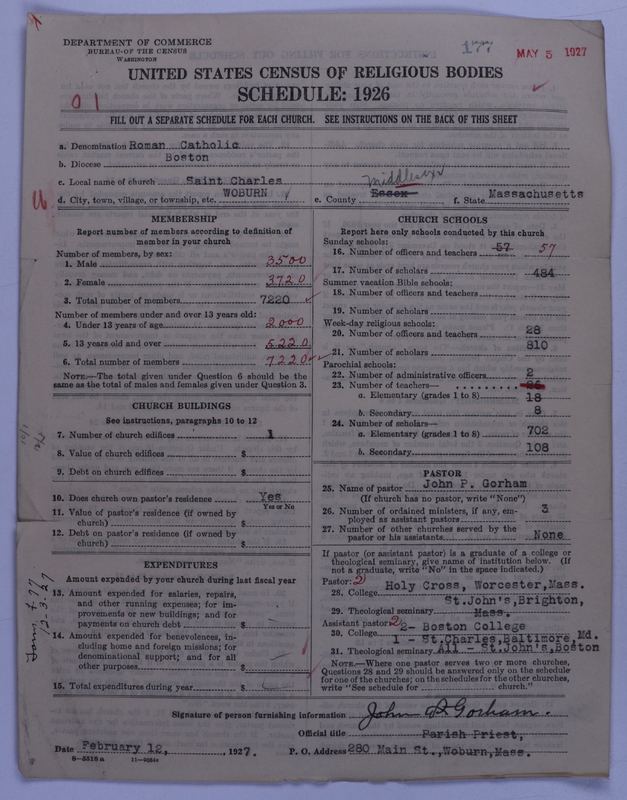 DEPARTMENT OF COMMERCE
BUREAU OF THE CENSUS
WASHINGTON
177
MAY 5 1927
UNITED STATES CENSUS OF RELIGIOUS BODIES
SCHEDULE: 1926
01
FILL OUT A SEPARATE SCHEDULE FOR EACH CHURCH. SEE INSTRUCTIONS ON THE BACK OF THIS SHEET
a. Denomination Roman Catholic
b. Diocese Boston
c. Local name of church Saint Charles
d. City, town, village, or township, etc. WOBURN
Middlesex
e. County Essex
f. State Massachusetts
MEMBERSHIP
Report number of members according to definition of
member in your church
Number of members, by sex:
1. Male 3500
2. Female 3720
3. Total number of members 7220
Number of members under and over 13 years old:
4. Under 13 years of age 2000
5. 13 years old and over 5220
6. Total number of members 7220
NOTE.—The total given under Question 6 should be the
same as the total of males and females given under Question 3.
CHURCH BUILDINGS
See instructions, paragraphs 10 to 12
7. Number of church edifices 1
8. Value of church edifices $
9. Debt on church edifices $
10. Does church own pastor's residence Yes
Yes or No
11. Value of pastor's residence (if owned by
church) $
12. Debt on pastor's residence (if owned by
church) $
EXPENDITURES
Amount expended by your church during last fiscal year
13. Amount expended for salaries, repairs,
and other running expenses; for im-
provements or new buildings; and for
payments on church debt $
14. Amount expended for benevolences, in-
cluding home and foreign missions; for
denominational support; and for all
other purposes $
15. Total expenditures during year $
CHURCH SCHOOLS
Report here only schools conducted by this church
Sunday schools:
16. Number of officers and teachers 57 57
17. Number of scholars 484
Summer vacation Bible schools:
18. Number of officers and teachers
19. Number of scholars
Week-day religious schools:
20. Number of officers and teachers 28
21. Number of scholars 810
Parochial schools:
22. Number of administrative officers 2
23. Number of teachers— 26
a. Elementary (grades 1 to 8) 18
b. Secondary 8
24. Number of scholars—
a. Elementary (grades 1 to 8) 702
b. Secondary 108
PASTOR
25. Name of pastor John P. Gorham
(If church has no pastor, write "None")
26. Number of ordained ministers, if any, em-
ployed as assistant pastors 3
27. Number of other churches served by the
pastor or his assistants None
If pastor (or assistant pastor) is a graduate of a college or
theological seminary, give name of institution below. (If
not a graduate, write "No" in the space indicated.)
Pastor: 2
28. College Holy Cross, Worcester, Mass.
St. John's, Brighton,
29. Theological seminary Mass.
Assistant pastor: 2
30. College 2- Boston College
1 - St. Charles, Baltimore, Md.
31. Theological seminary All - St. John's, Boston
NOTE.—Where one pastor serves two or more churches,
Questions 28 and 29 should be answered only on the schedule
for one of the churches; on the schedules for the other churches,
write "See schedule for church."
Signature of person furnishing information John P. Gorham.
Official title Parish Priest,
Date February 12, 1927.
P. O. Address 280 Main St., Woburn, Mass.
8—5516a